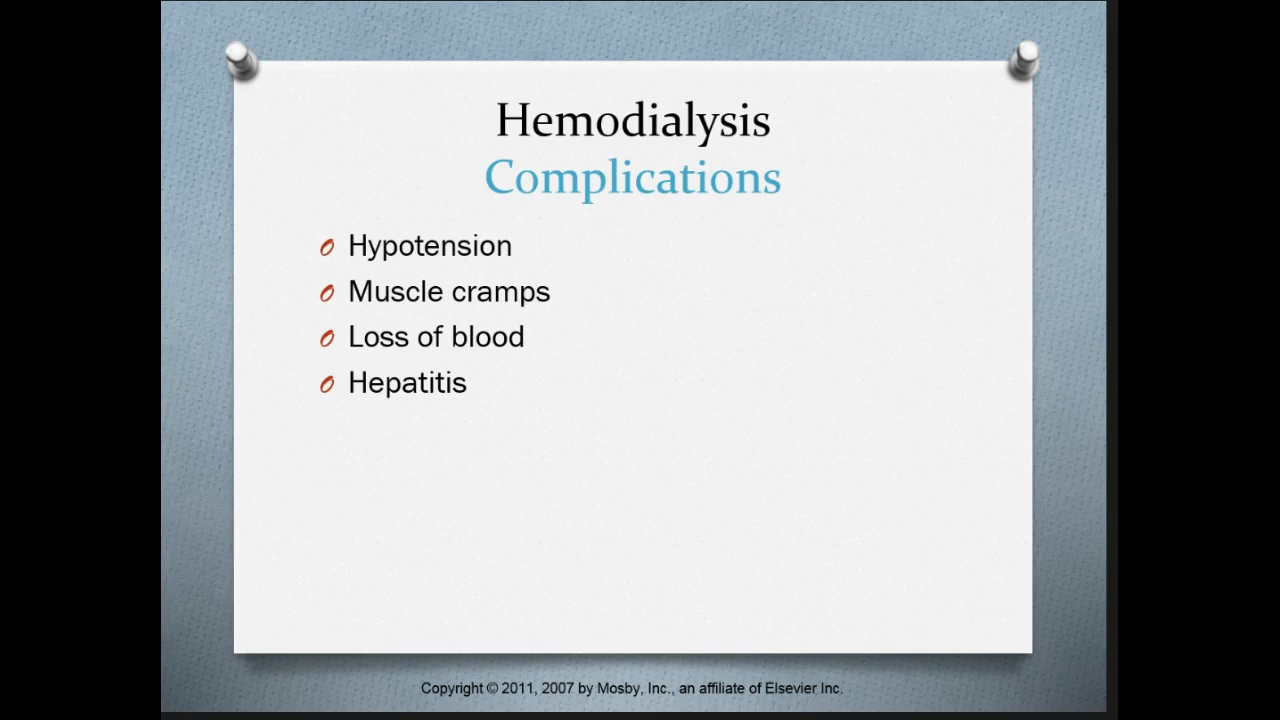 Hemodialysis
Complications
Hypotension
Muscle cramps
Loss of blood
Hepatitis
Copyright © 2011, 2007 by Mosby, Inc., an affiliate of Elsevier Inc.